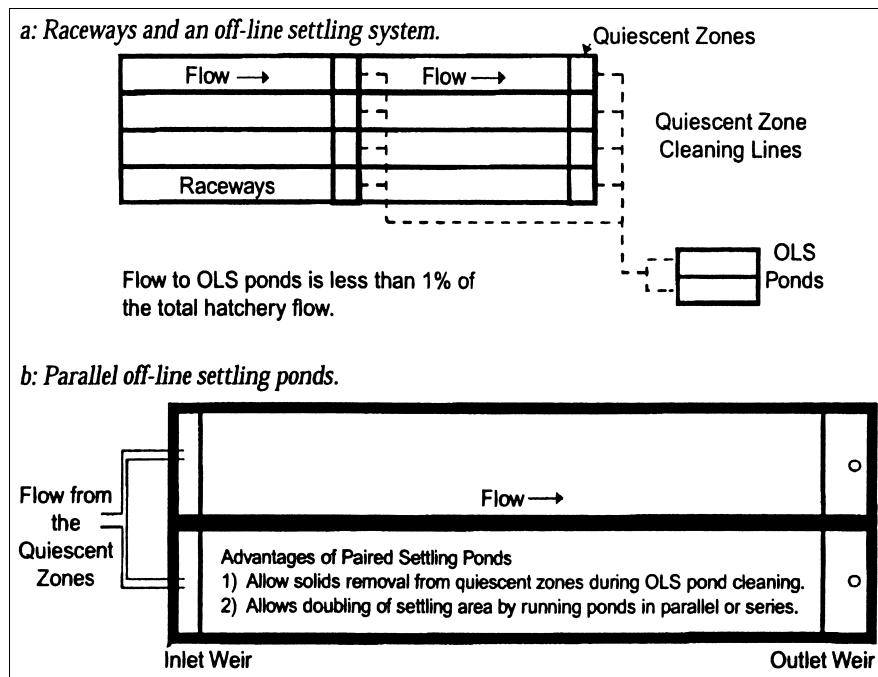 a: Raceways and an off-line settling system.
Quiescent Zones
Flow
Flow
Quiescent Zone
Cleaning Lines
Raceways
OLS
Ponds
Flow to OLS ponds is less than 1% of
the total hatchery flow.
b: Parallel off-line settling ponds.
Flow from
the
Quiescent
Zones
Flow
Advantages of Paired Settling Ponds
1) Allow solids removal from quiescent zones during OLS pond cleaning.
2) Allows doubling of settling area by running ponds in parallel or series.
Inlet Weir
Outlet Weir